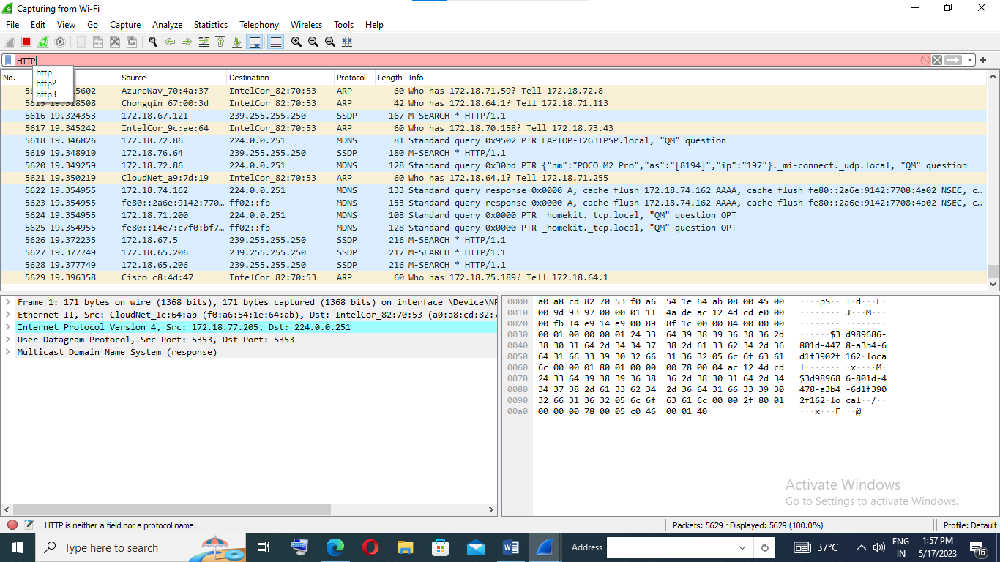 Capturing from Wi-Fi
File Edit View Go Capture Analyze Statistics Telephony Wireless Tools Help
HTTP
http
http2
http3
No. Source Destination Protocol Length Info
AzureWav_70:4a:37 IntelCor_82:70:53 ARP 60 Who has 172.18.71.59? Tell 172.18.72.8
Chongqin_67:00:3d IntelCor_82:70:53 ARP 42 Who has 172.18.64.1? Tell 172.18.71.113
5616 19.324353 172.18.67.121 239.255.255.250 SSDP 167 M-SEARCH * HTTP/1.1
5617 19.345242 IntelCor_9c:ae:64 IntelCor_82:70:53 ARP 60 Who has 172.18.70.158? Tell 172.18.73.43
5618 19.346826 172.18.72.86 224.0.0.251 MDNS 81 Standard query 0x9502 PTR LAPTOP-I2G3IPSP.local, "QM" question
5619 19.348910 172.18.76.64 239.255.255.250 SSDP 180 M-SEARCH * HTTP/1.1
5620 19.349259 172.18.72.86 224.0.0.251 MDNS 128 Standard query 0x30bd PTR {"nm":"POCO M2 Pro","as":"[8194]","ip":"197"}._mi-connect._udp.local, "QM" question
5621 19.350219 CloudNet_a9:7d:19 IntelCor_82:70:53 ARP 60 Who has 172.18.64.1? Tell 172.18.71.255
5622 19.354955 172.18.74.162 224.0.0.251 MDNS 133 Standard query response 0x0000 A, cache flush 172.18.74.162 AAAA, cache flush fe80::2a6e:9142:7708:4a02 NSEC, c…
5623 19.354955 fe80::2a6e:9142:770… ff02::fb MDNS 153 Standard query response 0x0000 A, cache flush 172.18.74.162 AAAA, cache flush fe80::2a6e:9142:7708:4a02 NSEC, c…
5624 19.354955 172.18.71.200 224.0.0.251 MDNS 108 Standard query 0x0000 PTR _homekit._tcp.local, "QM" question OPT
5625 19.354955 fe80::14e7:c7f0:bf7… ff02::fb MDNS 128 Standard query 0x0000 PTR _homekit._tcp.local, "QM" question OPT
5626 19.372235 172.18.67.5 239.255.255.250 SSDP 216 M-SEARCH * HTTP/1.1
5627 19.377749 172.18.65.206 239.255.255.250 SSDP 217 M-SEARCH * HTTP/1.1
5628 19.377749 172.18.65.206 239.255.255.250 SSDP 216 M-SEARCH * HTTP/1.1
5629 19.396358 Cisco_c8:4d:47 IntelCor_82:70:53 ARP 60 Who has 172.18.75.189? Tell 172.18.64.1
Frame 1: 171 bytes on wire (1368 bits), 171 bytes captured (1368 bits) on interface \Device\NP
Ethernet II, Src: CloudNet_1e:64:ab (f0:a6:54:1e:64:ab), Dst: IntelCor_82:70:53 (a0:a8:cd:82:7
Internet Protocol Version 4, Src: 172.18.77.205, Dst: 224.0.0.251
User Datagram Protocol, Src Port: 5353, Dst Port: 5353
Multicast Domain Name System (response)
0000 a0 a8 cd 82 70 53 f0 a6 54 1e 64 ab 08 00 45 00 ····pS·· T·d···E·
0010 00 9d 93 97 00 00 01 11 4a de ac 12 4d cd e0 00 ········ J···M···
0020 00 fb 14 e9 14 e9 00 89 8f 1c 00 00 84 00 00 00 ········ ········
0030 00 01 00 00 00 01 24 33 64 39 38 39 36 38 36 2d ······$3 d989686-
0040 38 30 31 64 2d 34 34 37 38 2d 61 33 62 34 2d 36 801d-447 8-a3b4-6
0050 64 31 66 33 39 30 32 66 31 36 32 05 6c 6f 63 61 d1f3902f 162·loca
0060 6c 00 00 01 80 01 00 00 00 78 00 04 ac 12 4d cd l······· ·x····M·
0070 24 33 64 39 38 39 36 38 36 2d 38 30 31 64 2d 34 $3d98968 6-801d-4
0080 34 37 38 2d 61 33 62 34 2d 36 64 31 66 33 39 30 478-a3b4 -6d1f390
0090 32 66 31 36 32 05 6c 6f 63 61 6c 00 00 2f 80 01 2f162·lo cal··/··
00a0 00 00 00 78 00 05 c0 46 00 01 40 ···x···F ··@
Activate Windows
Go to Settings to activate Windows.
HTTP is neither a field nor a protocol name. Packets: 5629 · Displayed: 5629 (100.0%) Profile: Default
Type here to search Address 37°C ENG IN 1:57 PM 5/17/2023 16